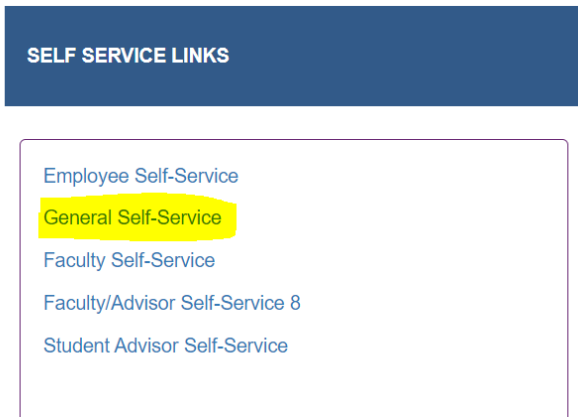 SELF SERVICE LINKS
Employee Self-Service
General Self-Service
Faculty Self-Service
Faculty/Advisor Self-Service 8
Student Advisor Self-Service